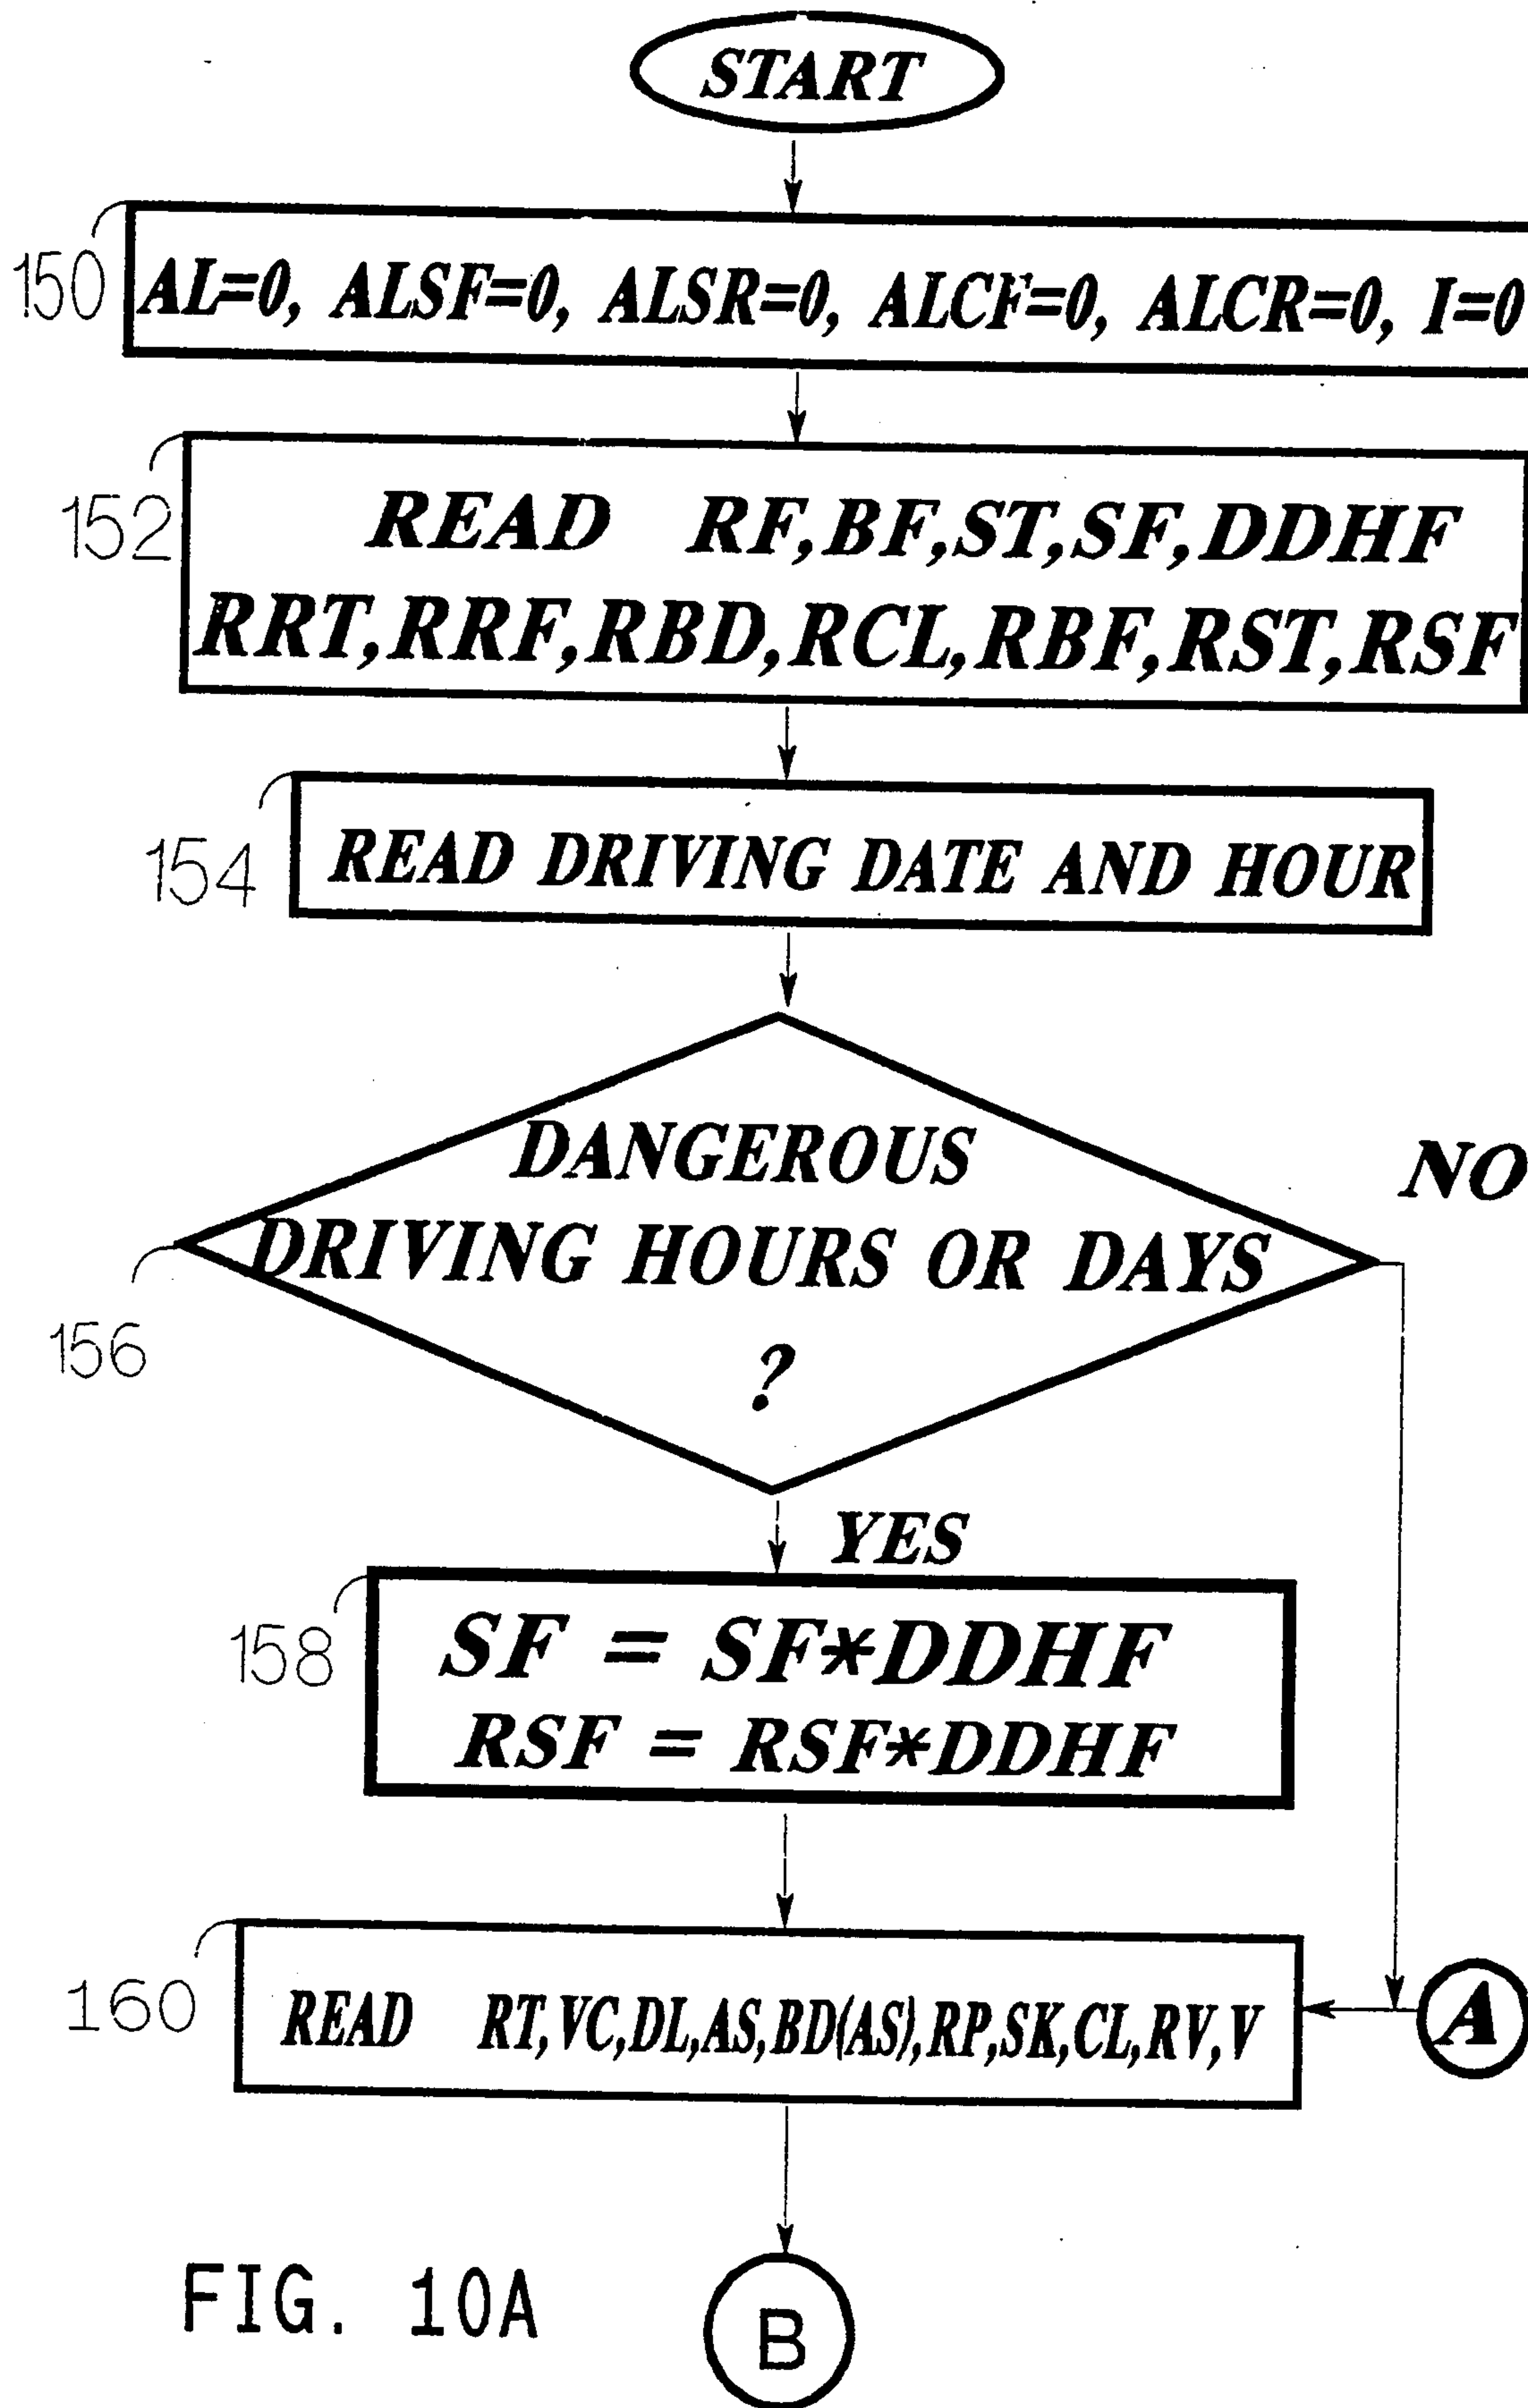 START
150
AL=0, ALSF=0, ALSR=0, ALCF=0, ALCR=0, I=0
152
READ RF,BF,ST,SF,DDHF
RRT,RRF,RBD,RCL,RBF,RST,RSF
154
READ DRIVING DATE AND HOUR
DANGEROUS
DRIVING HOURS OR DAYS
?
NO
156
YES
158
SF = SF*DDHF
RSF = RSF*DDHF
160
READ RT,VC,DL,AS,BD(AS),RP,SK,CL,RV,V
A
FIG. 10A
B